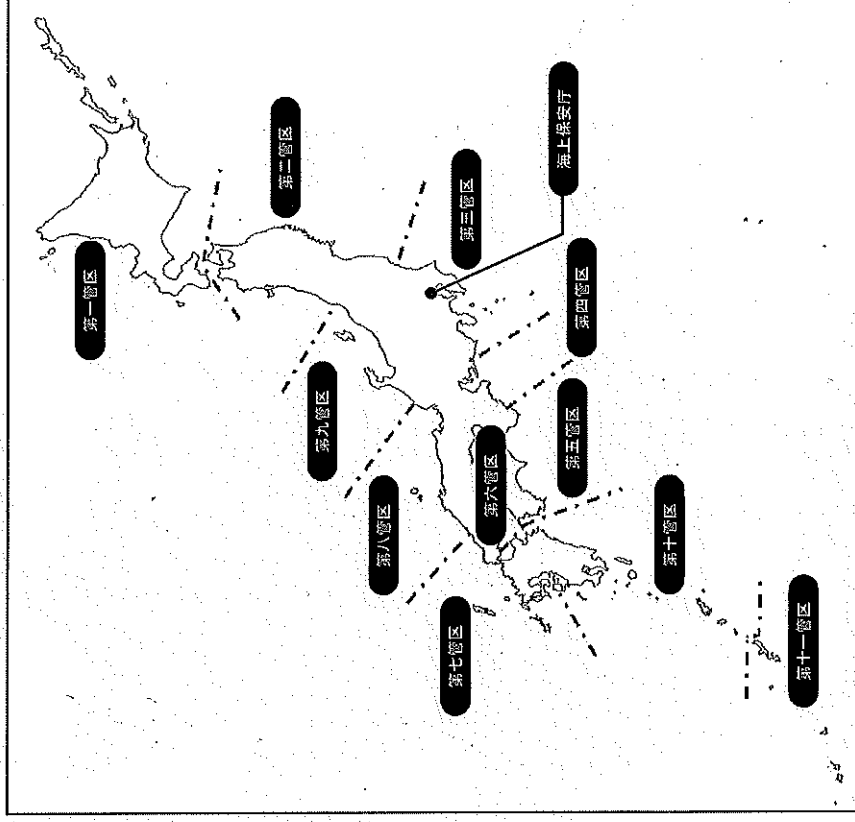 第一管区
第二管区
第三管区
海上保安庁
第四管区
第九管区
第五管区
第六管区
第八管区
第十管区
第七管区
第十一管区